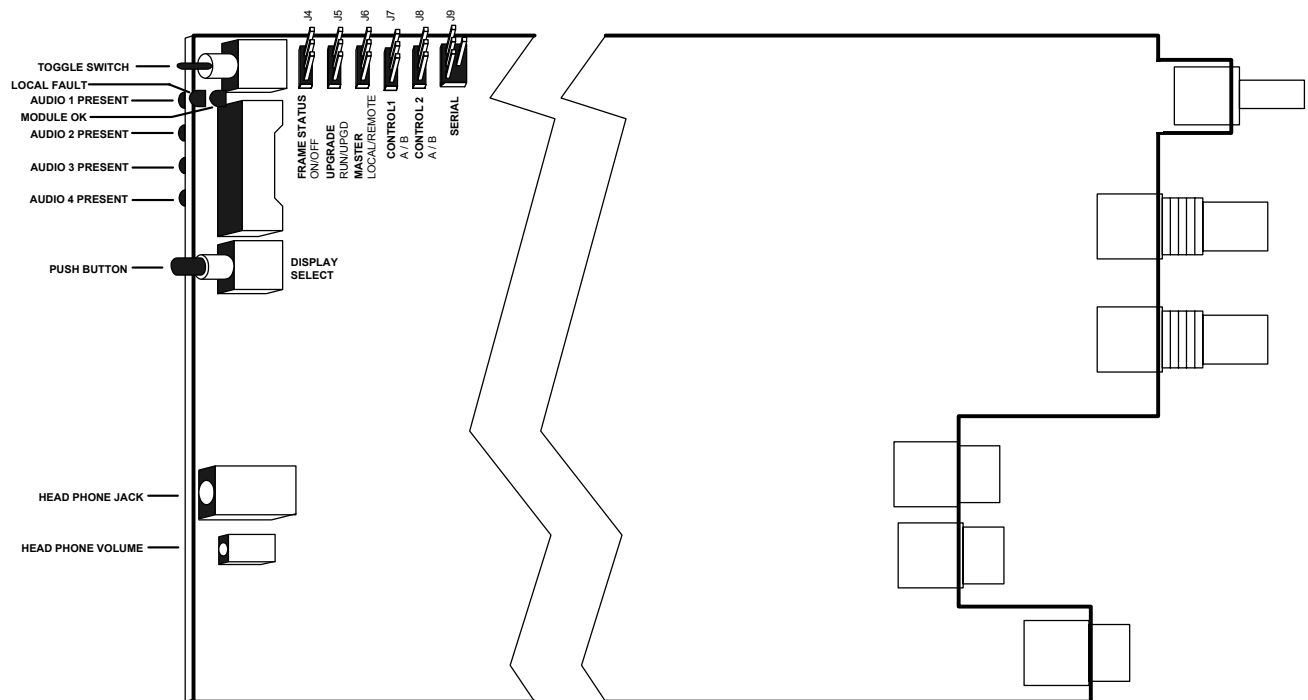 J4
J5
J6
J7
J8
J9
TOGGLE SWITCH
LOCAL FAULT
AUDIO 1 PRESENT
MODULE OK
AUDIO 2 PRESENT
AUDIO 3 PRESENT
AUDIO 4 PRESENT
FRAME STATUS
ON/OFF
UPGRADE
RUN/UPGD
MASTER
LOCAL/REMOTE
CONTROL1
A / B
CONTROL 2
A / B
SERIAL
PUSH BUTTON
DISPLAY
SELECT
HEAD PHONE JACK
HEAD PHONE VOLUME